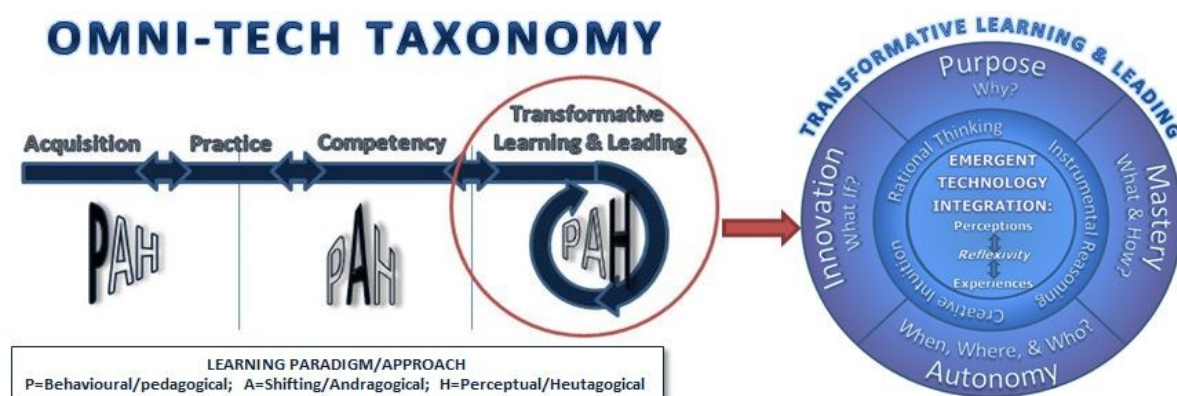 OMNI-TECH TAXONOMY
Acquisition
Practice
Competency
Transformative
Learning & Leading
PAH
PAH
PAH
LEARNING PARADIGM/APPROACH
P=Behavioural/pedagogical; A=Shifting/Andragogical; H=Perceptual/Heutagogical
TRANSFORMATIVE LEARNING & LEADING
Purpose
Why?
Innovation
What If?
Mastery
What & How?
When, Where, & Who?
Autonomy
Rational Thinking
Instrumental Reasoning
Creative Intuition
EMERGENT
TECHNOLOGY
INTEGRATION:
Perceptions
Reflexivity
Experiences